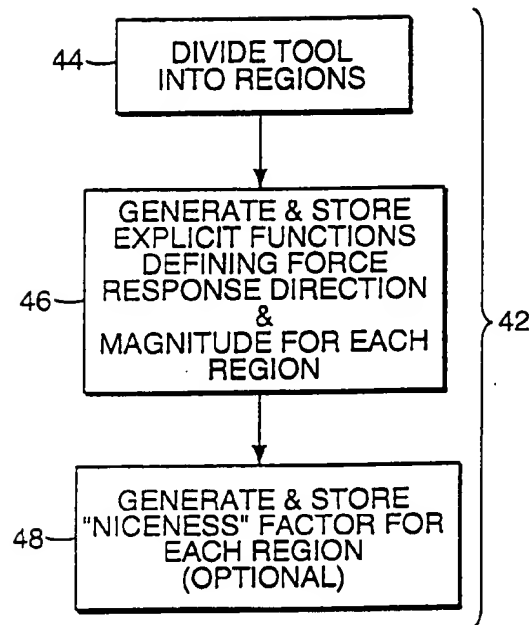 44
DIVIDE TOOL
INTO REGIONS
46
GENERATE & STORE
EXPLICIT FUNCTIONS
DEFINING FORCE
RESPONSE DIRECTION
&
MAGNITUDE FOR EACH
REGION
42
48
GENERATE & STORE
"NICENESS" FACTOR FOR
EACH REGION
(OPTIONAL)